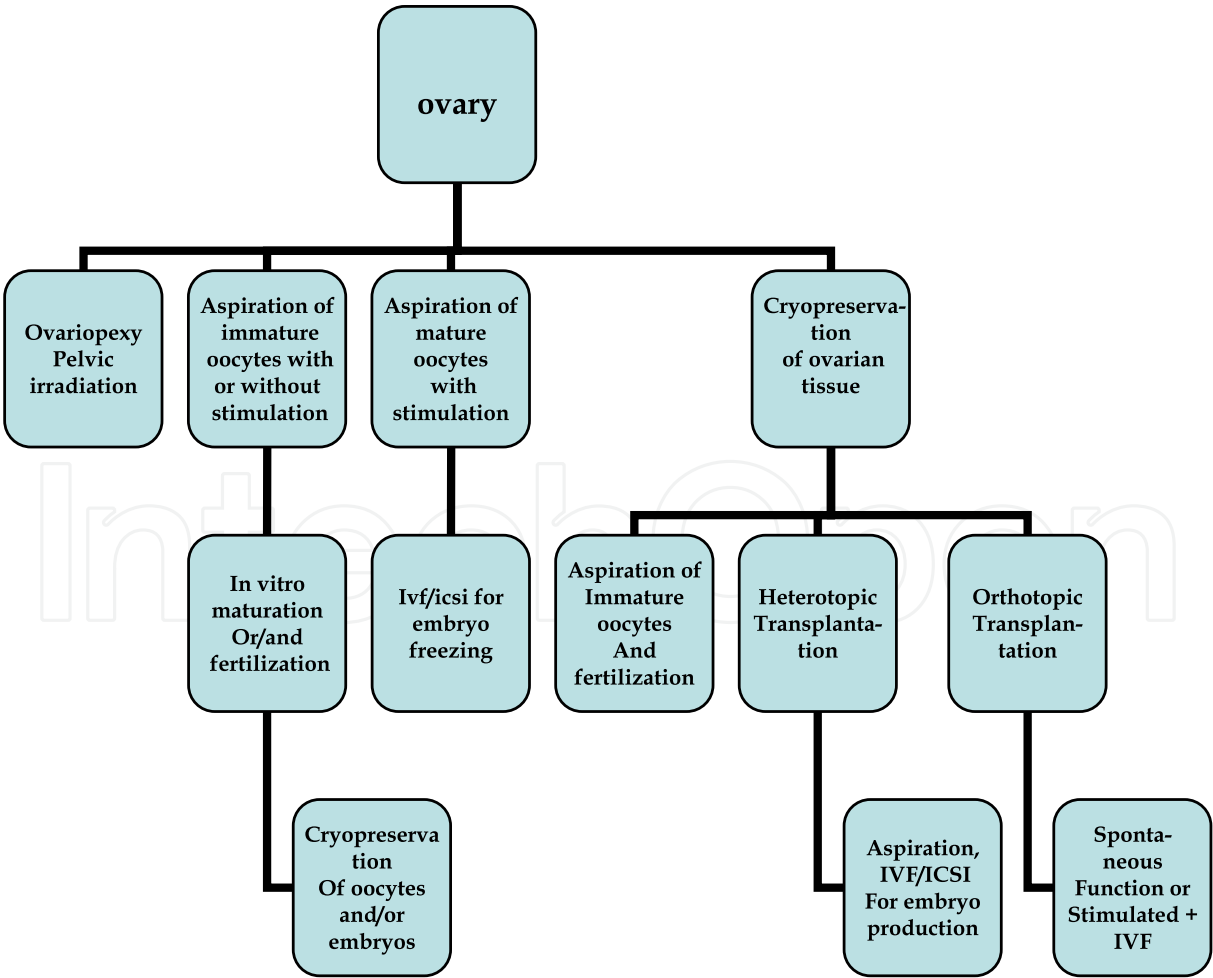 ovary
Ovariopexy
Pelvic
irradiation
Aspiration of
immature
oocytes with
or without
stimulation
Aspiration of
mature
oocytes
with
stimulation
Cryopreserva-
tion
of ovarian
tissue
In vitro
maturation
Or/and
fertilization
Ivf/icsi for
embryo
freezing
Aspiration of
Immature
oocytes
And
fertilization
Heterotopic
Transplanta-
tion
Orthotopic
Transplan-
tation
Cryopreserva
tion
Of oocytes
and/or
embryos
Aspiration,
IVF/ICSI
For embryo
production
Sponta-
neous
Function or
Stimulated +
IVF
IntechOpen